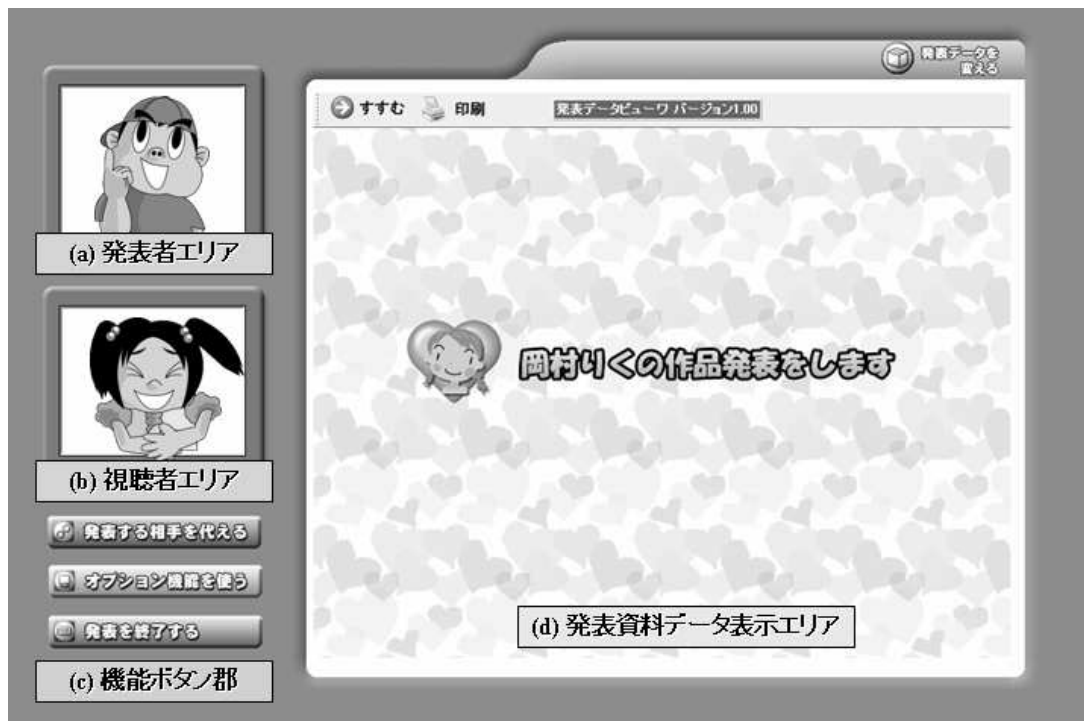 発表データを
変える
すすむ
印刷
発表データビューワ バージョン1.00
(a) 発表者エリア
岡村りくの作品発表をします
(b) 視聴者エリア
発表する相手を代える
オプション機能を使う
発表を終了する
(c) 機能ボタン郡
(d) 発表資料データ表示エリア